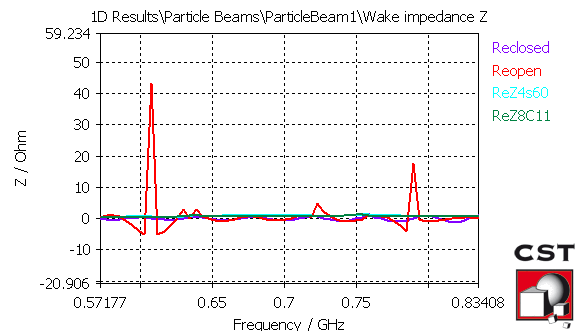 1D Results\Particle Beams\ParticleBeam1\Wake impedance Z
59.234
50
40
30
20
10
0
-10
-20.906
Z / Ohm
0.57177
0.65
0.7
0.75
0.83408
Frequency / GHz
Reclosed
Reopen
ReZ4s60
ReZ8C11
CST